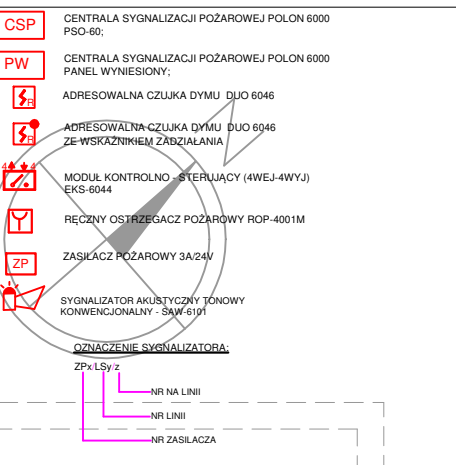 CSP
CENTRALA SYGNALIZACJI POŻAROWEJ POLON 6000
PSO-60;
PW
CENTRALA SYGNALIZACJI POŻAROWEJ POLON 6000
PANEL WYNIESIONY;
R
ADRESOWALNA CZUJKA DYMU DUO 6046
R
ADRESOWALNA CZUJKA DYMU DUO 6046
ZE WSKAŹNIKIEM ZADZIAŁANIA
4 4
MODUŁ KONTROLNO - STERUJĄCY (4WEJ-4WYJ)
EKS-6044
RĘCZNY OSTRZEGACZ POŻAROWY ROP-4001M
ZP
ZASILACZ POŻAROWY 3A/24V
SYGNALIZATOR AKUSTYCZNY TONOWY
KONWENCJONALNY - SAW-6101
OZNACZENIE SYGNALIZATORA:
ZPx/LSy/z
NR NA LINII
NR LINII
NR ZASILACZA